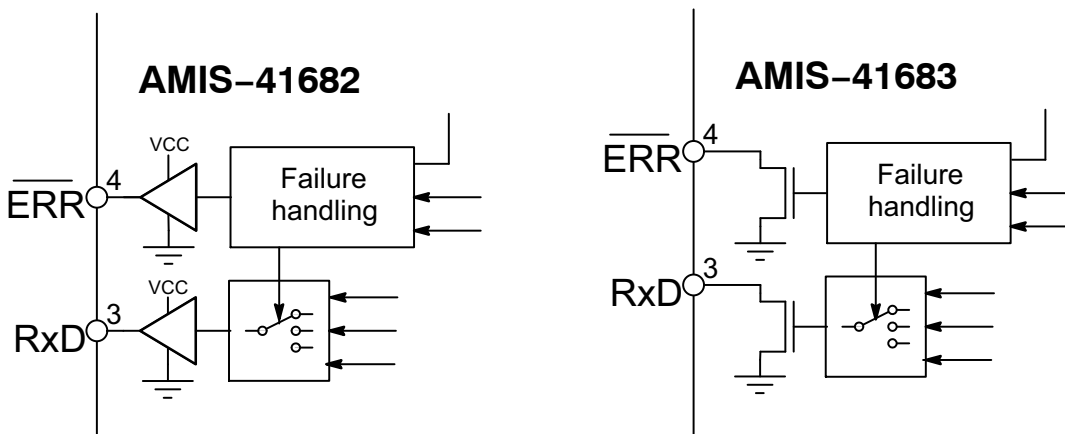 AMIS−41682
VCC
4
ERR
Failure
handling
VCC
3
RxD
AMIS−41683
4
ERR
Failure
handling
3
RxD